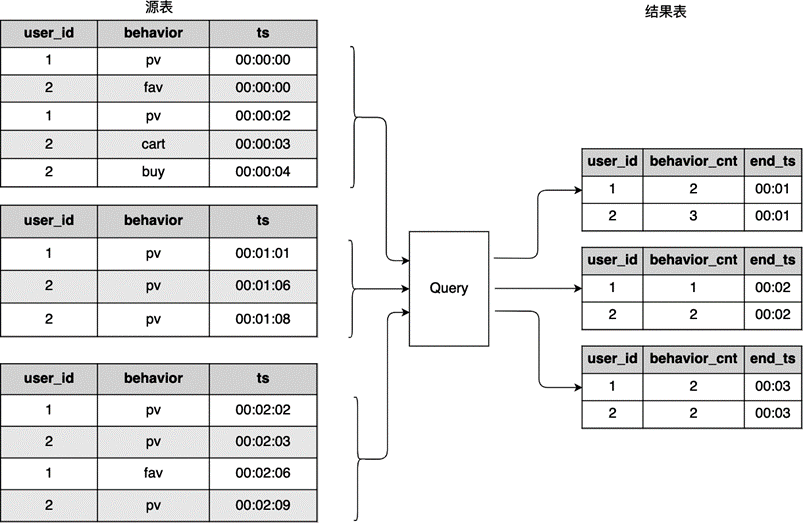 源表
user_id behavior ts
1 pv 00:00:00
2 fav 00:00:00
1 pv 00:00:02
2 cart 00:00:03
2 buy 00:00:04
user_id behavior ts
1 pv 00:01:01
2 pv 00:01:06
2 pv 00:01:08
user_id behavior ts
1 pv 00:02:02
2 pv 00:02:03
1 fav 00:02:06
2 pv 00:02:09
Query
结果表
user_id behavior_cnt end_ts
1 2 00:01
2 3 00:01
user_id behavior_cnt end_ts
1 1 00:02
2 2 00:02
user_id behavior_cnt end_ts
1 2 00:03
2 2 00:03